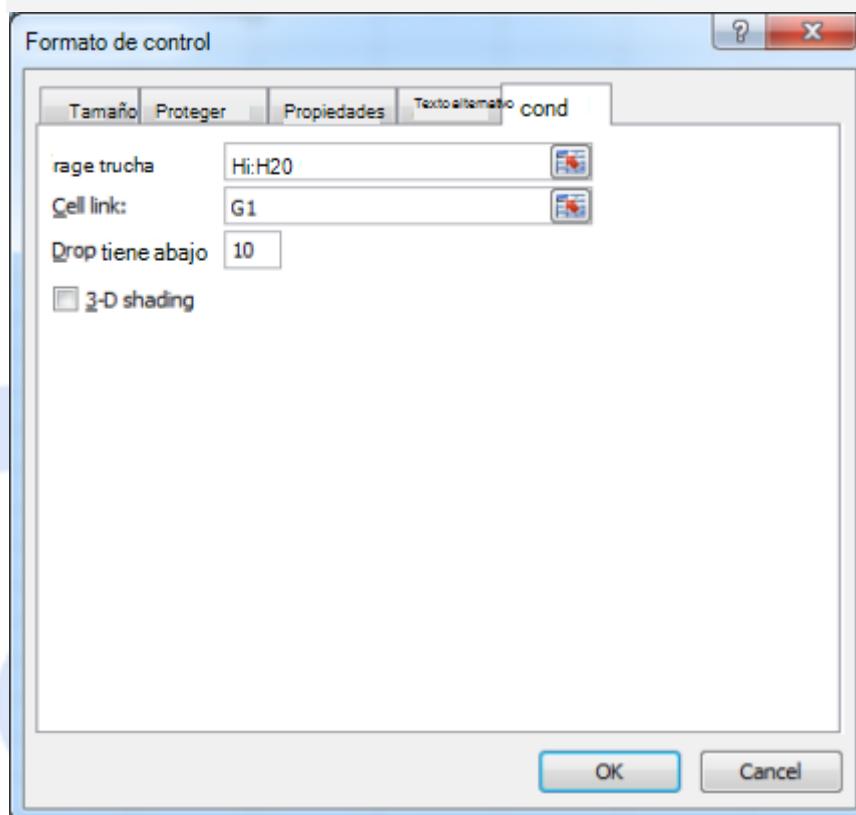 Formato de control
Tamaño Proteger Propiedades Texto alternativo cond
rage trucha Hi:H20
Cell link: G1
Drop tiene abajo 10
3-D shading
OK Cancel